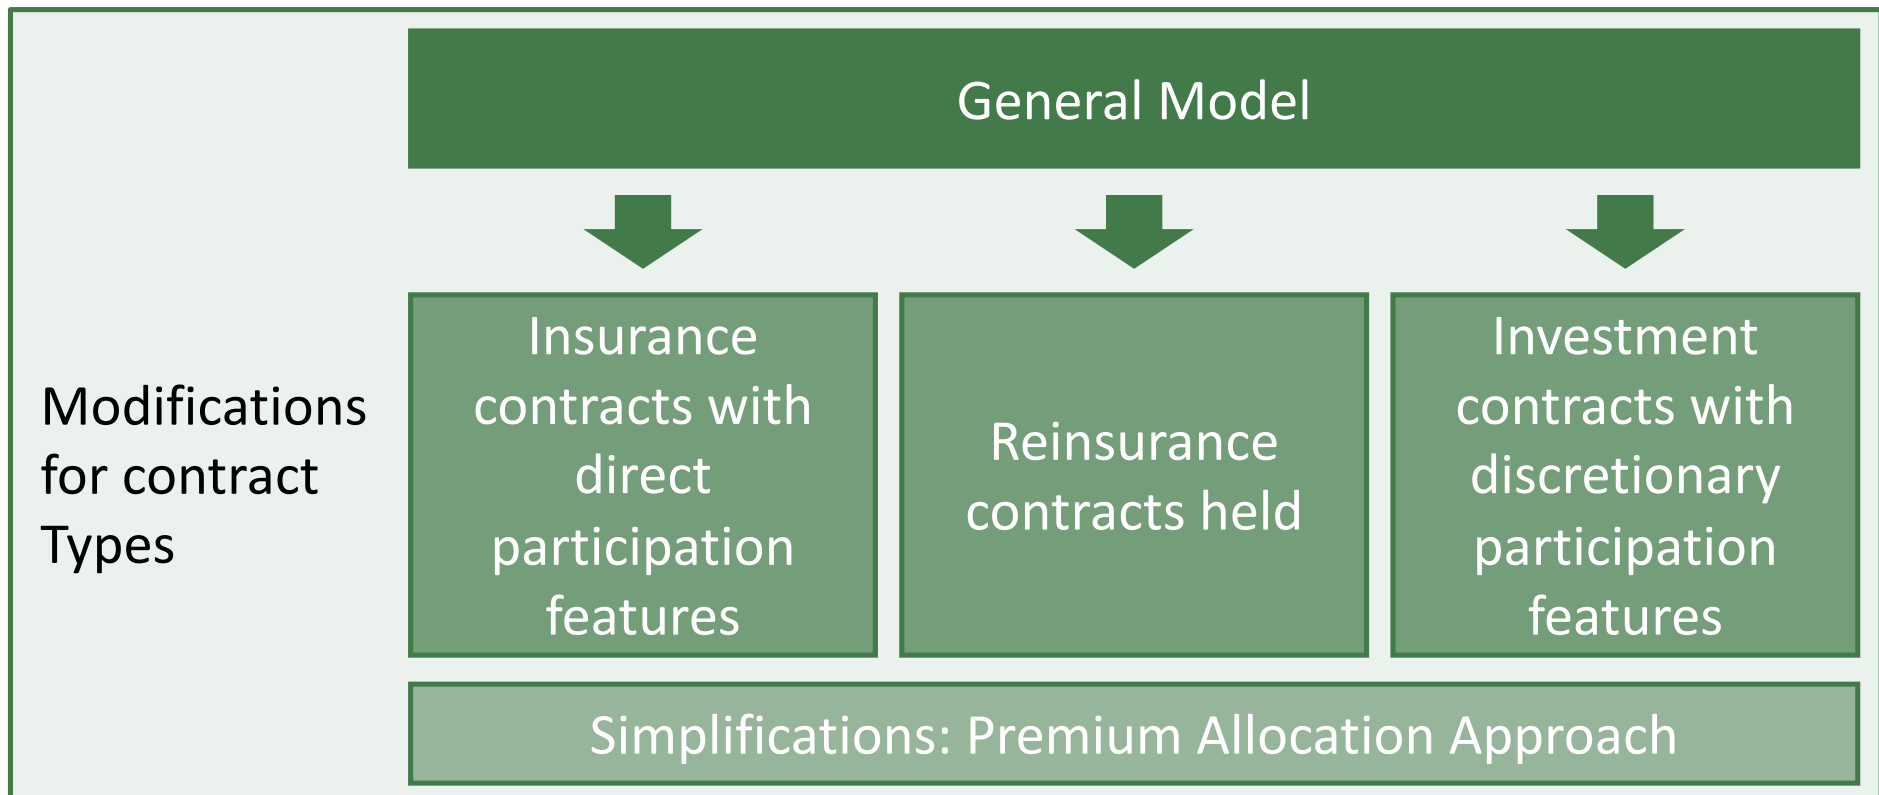 General Model
Modifications
for contract
Types
Insurance
contracts with
direct
participation
features
Reinsurance
contracts held
Investment
contracts with
discretionary
participation
features
Simplifications: Premium Allocation Approach